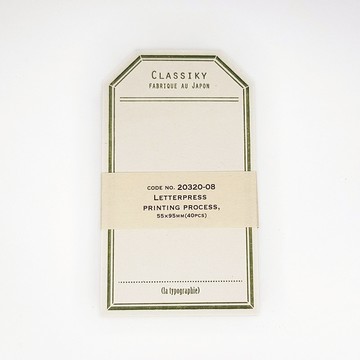 CLASSIKY
FABRIQUE AU JAPON
CODE NO. 20320-08
LETTERPRESS
PRINTING PROCESS,
55×95MM(40PCS)
(la typographie)